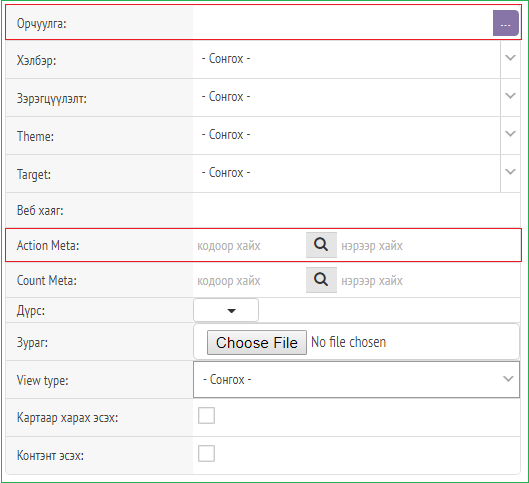 Орчуулга: ...
Хэлбэр: - Сонгох -
Зэрэгцүүлэлт: - Сонгох -
Theme: - Сонгох -
Target: - Сонгох -
Веб хаяг:
Action Meta: кодоор хайх нэрээр хайх
Count Meta: кодоор хайх нэрээр хайх
Дүрс:
Зураг: Choose File No file chosen
View type: - Сонгох -
Картаар харах эсэх:
Контэнт эсэх: